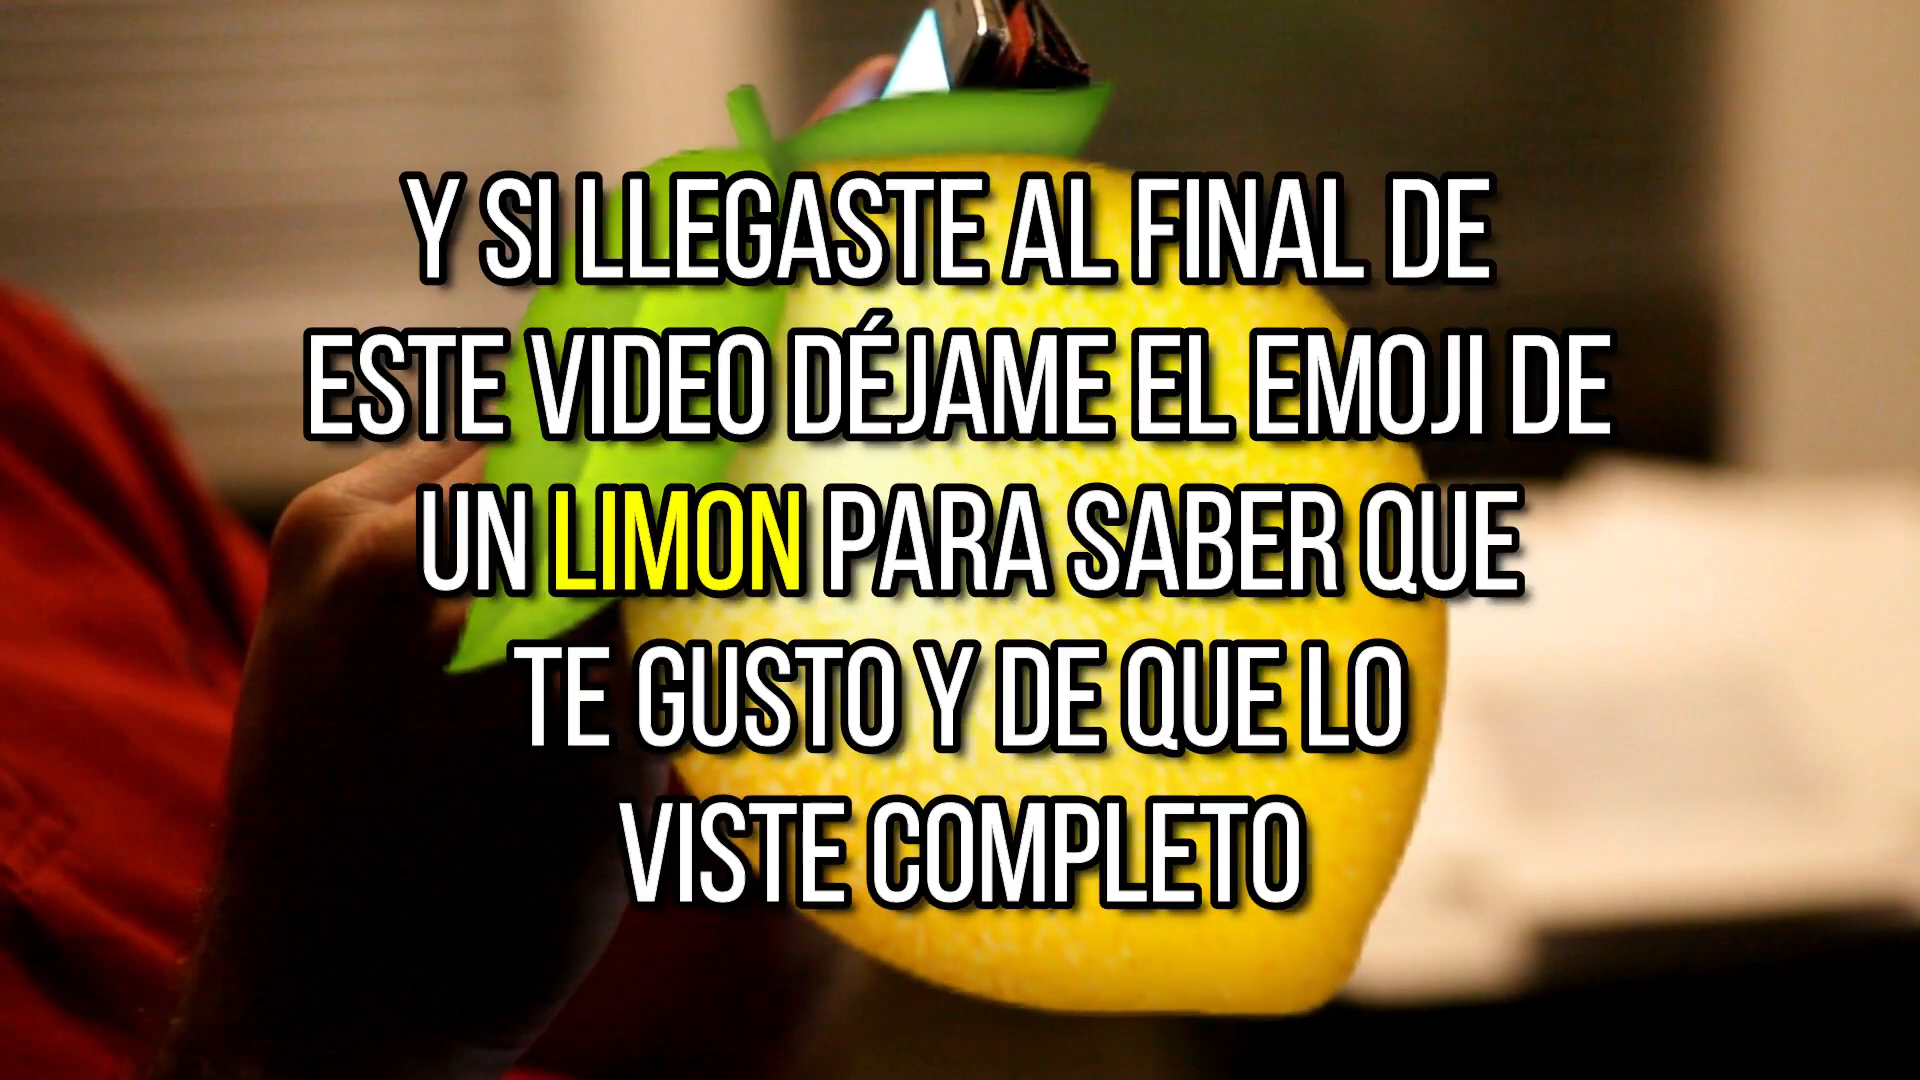 Y SI LLEGASTE AL FINAL DE
ESTE VIDEO DÉJAME EL EMOJI DE
UN LIMON PARA SABER QUE
TE GUSTO Y DE QUE LO
VISTE COMPLETO